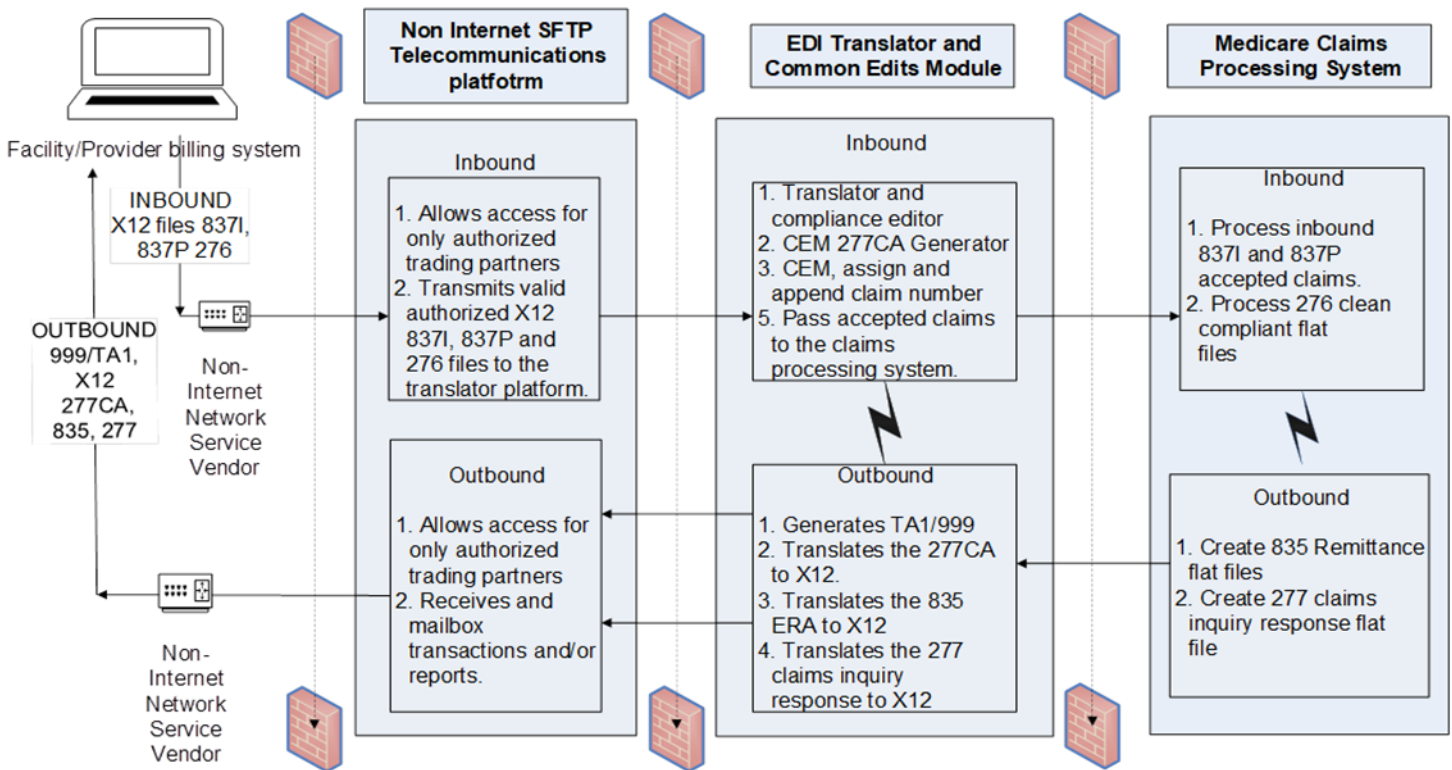 Non Internet SFTP
Telecommunications
platfotrm
EDI Translator and
Common Edits Module
Medicare Claims
Processing System
Facility/Provider billing system
INBOUND
X12 files 837I,
837P 276
OUTBOUND
999/TA1,
X12
277CA,
835, 277
Non-
Internet
Network
Service
Vendor
Non-
Internet
Network
Service
Vendor
Inbound
1. Allows access for
only authorized
trading partners
2. Transmits valid
authorized X12
837I, 837P and
276 files to the
translator platform.
Outbound
1. Allows access for
only authorized
trading partners
2. Receives and
mailbox
transactions and/or
reports.
Inbound
1. Translator and
compliance editor
2. CEM 277CA Generator
3. CEM, assign and
append claim number
5. Pass accepted claims
to the claims
processing system.
Outbound
1. Generates TA1/999
2. Translates the 277CA
to X12.
3. Translates the 835
ERA to X12
4. Translates the 277
claims inquiry
response to X12
Inbound
1. Process inbound
837I and 837P
accepted claims.
2. Process 276 clean
compliant flat
files
Outbound
1. Create 835 Remittance
flat files
2. Create 277 claims
inquiry response flat
file